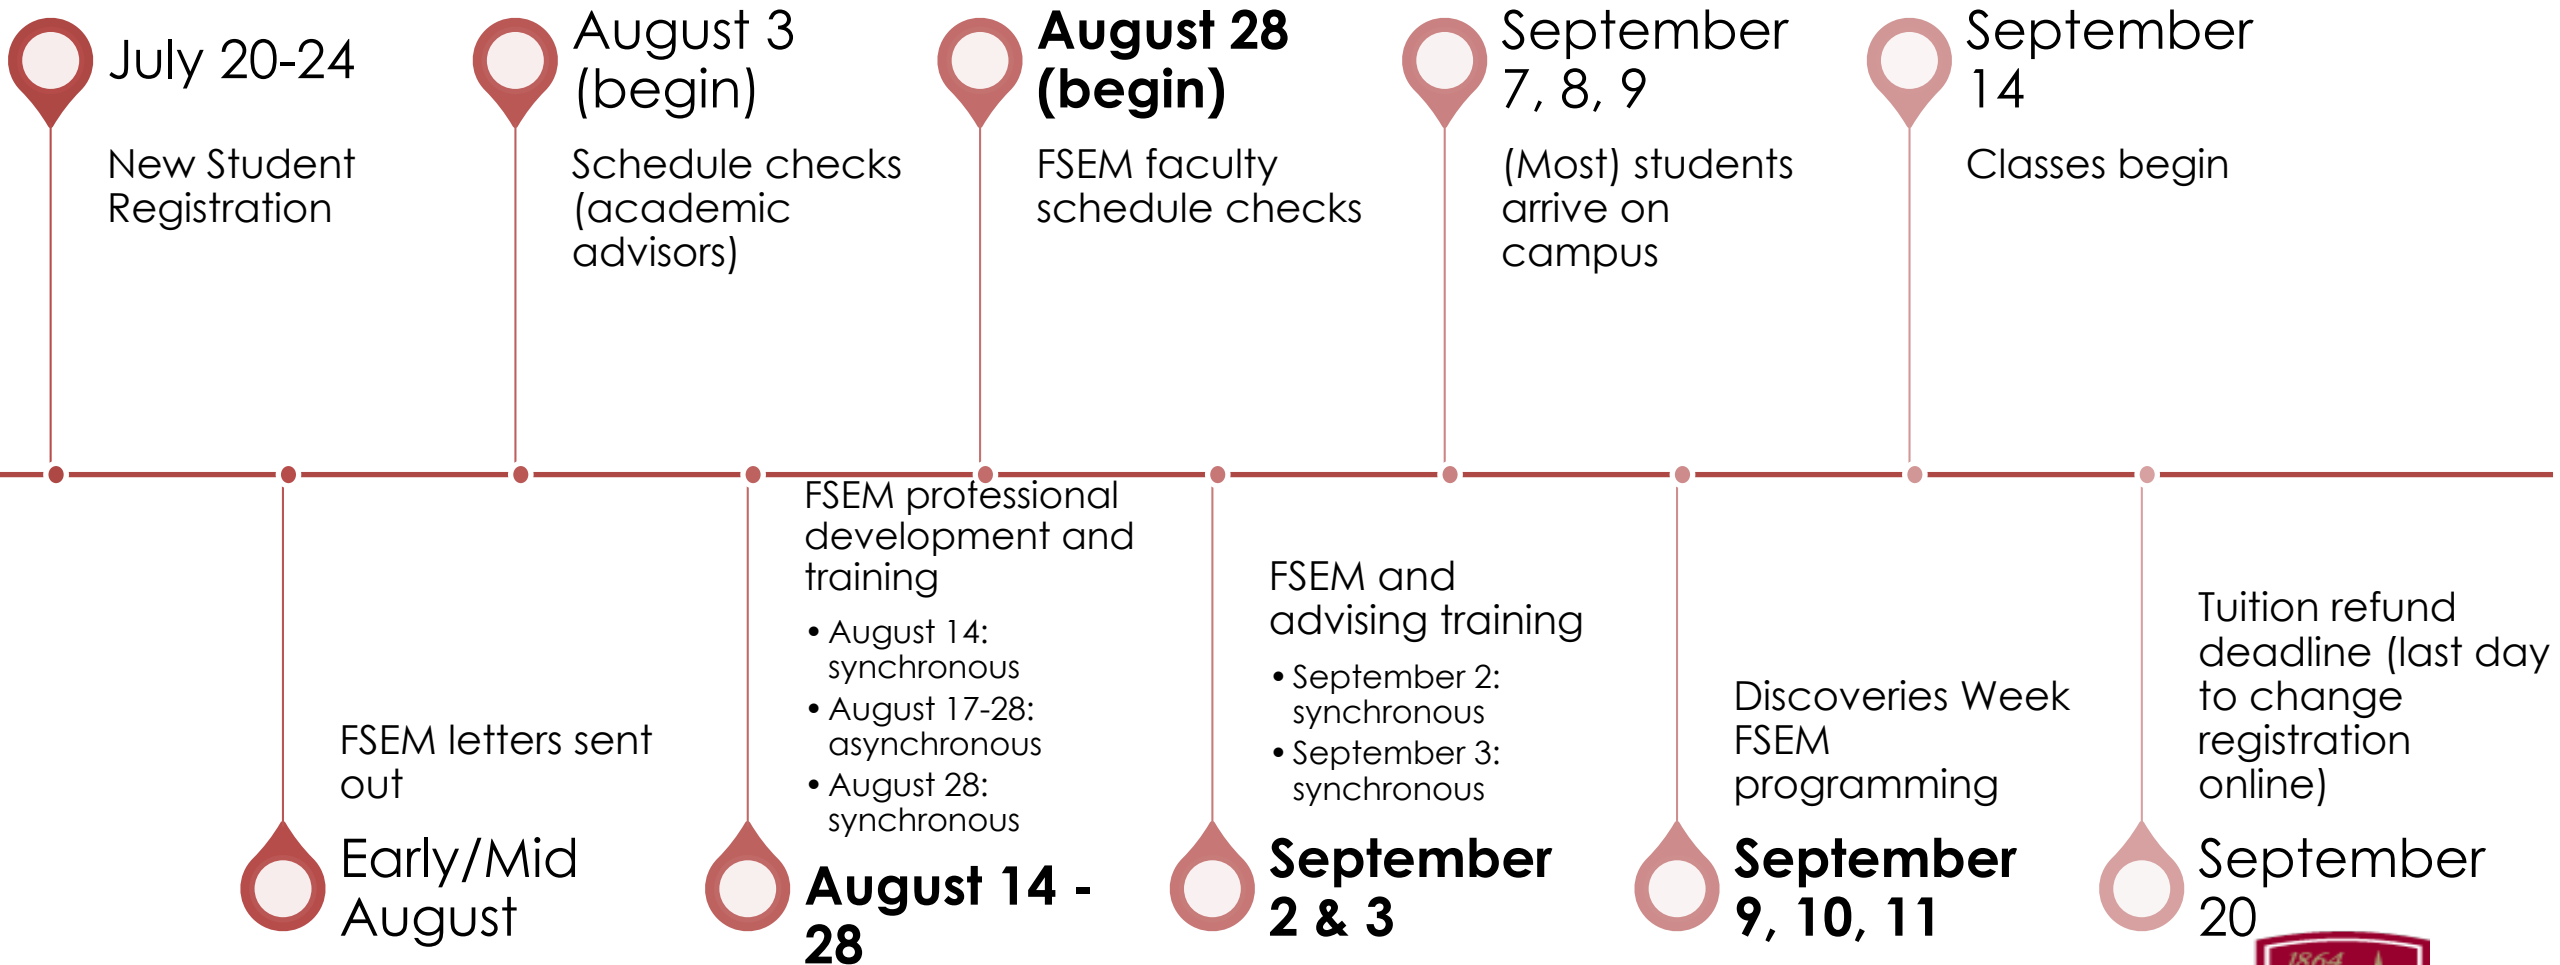 July 20-24
New Student
Registration
Early/Mid
August
FSEM letters sent
out
August 3
(begin)
Schedule checks
(academic
advisors)
August 14 -
28
FSEM professional
development and
training
• August 14:
synchronous
• August 17-28:
asynchronous
• August 28:
synchronous
August 28
(begin)
FSEM faculty
schedule checks
September
2 & 3
FSEM and
advising training
• September 2:
synchronous
• September 3:
synchronous
September
7, 8, 9
(Most) students
arrive on
campus
September
9, 10, 11
Discoveries Week
FSEM
programming
September
14
Classes begin
September
20
Tuition refund
deadline (last day
to change
registration
online)
1864